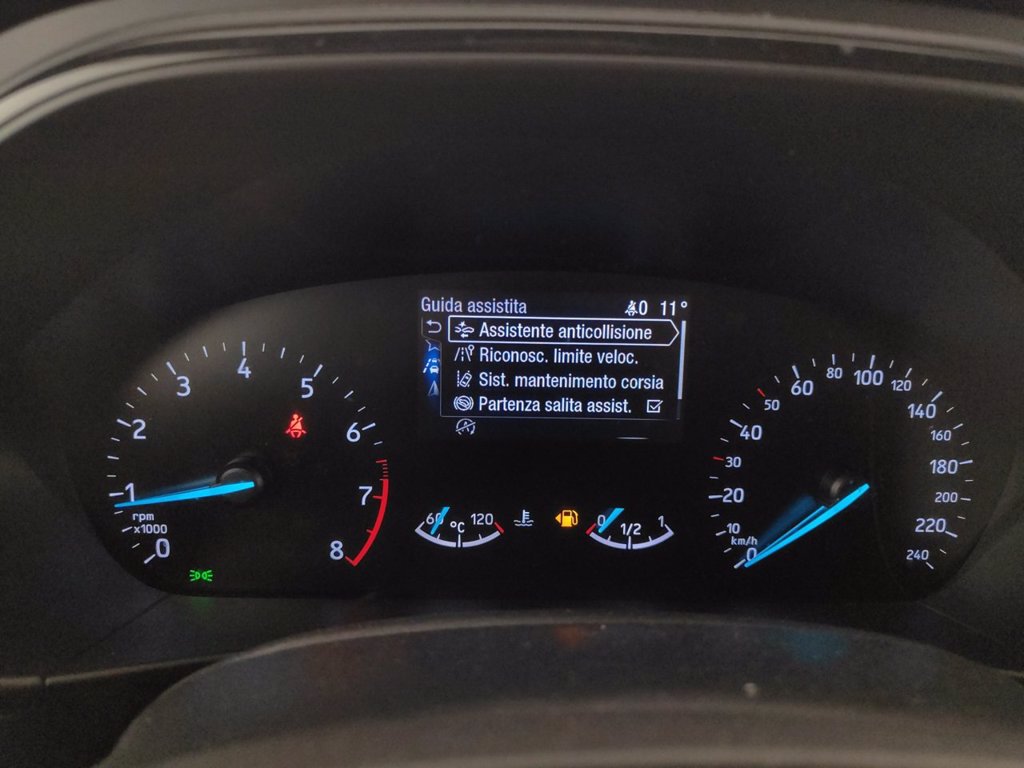 Guida assistita 0 11°
Assistente anticollisione
Riconosc. limite veloc.
Sist. mantenimento corsia
Partenza salita assist.
0
1
2
3
4
5
6
7
8
rpm
x1000
60 °C 120
0 1/2 1
0
10
20
30
40
50
60
80
100
120
140
160
180
200
220
240
km/h